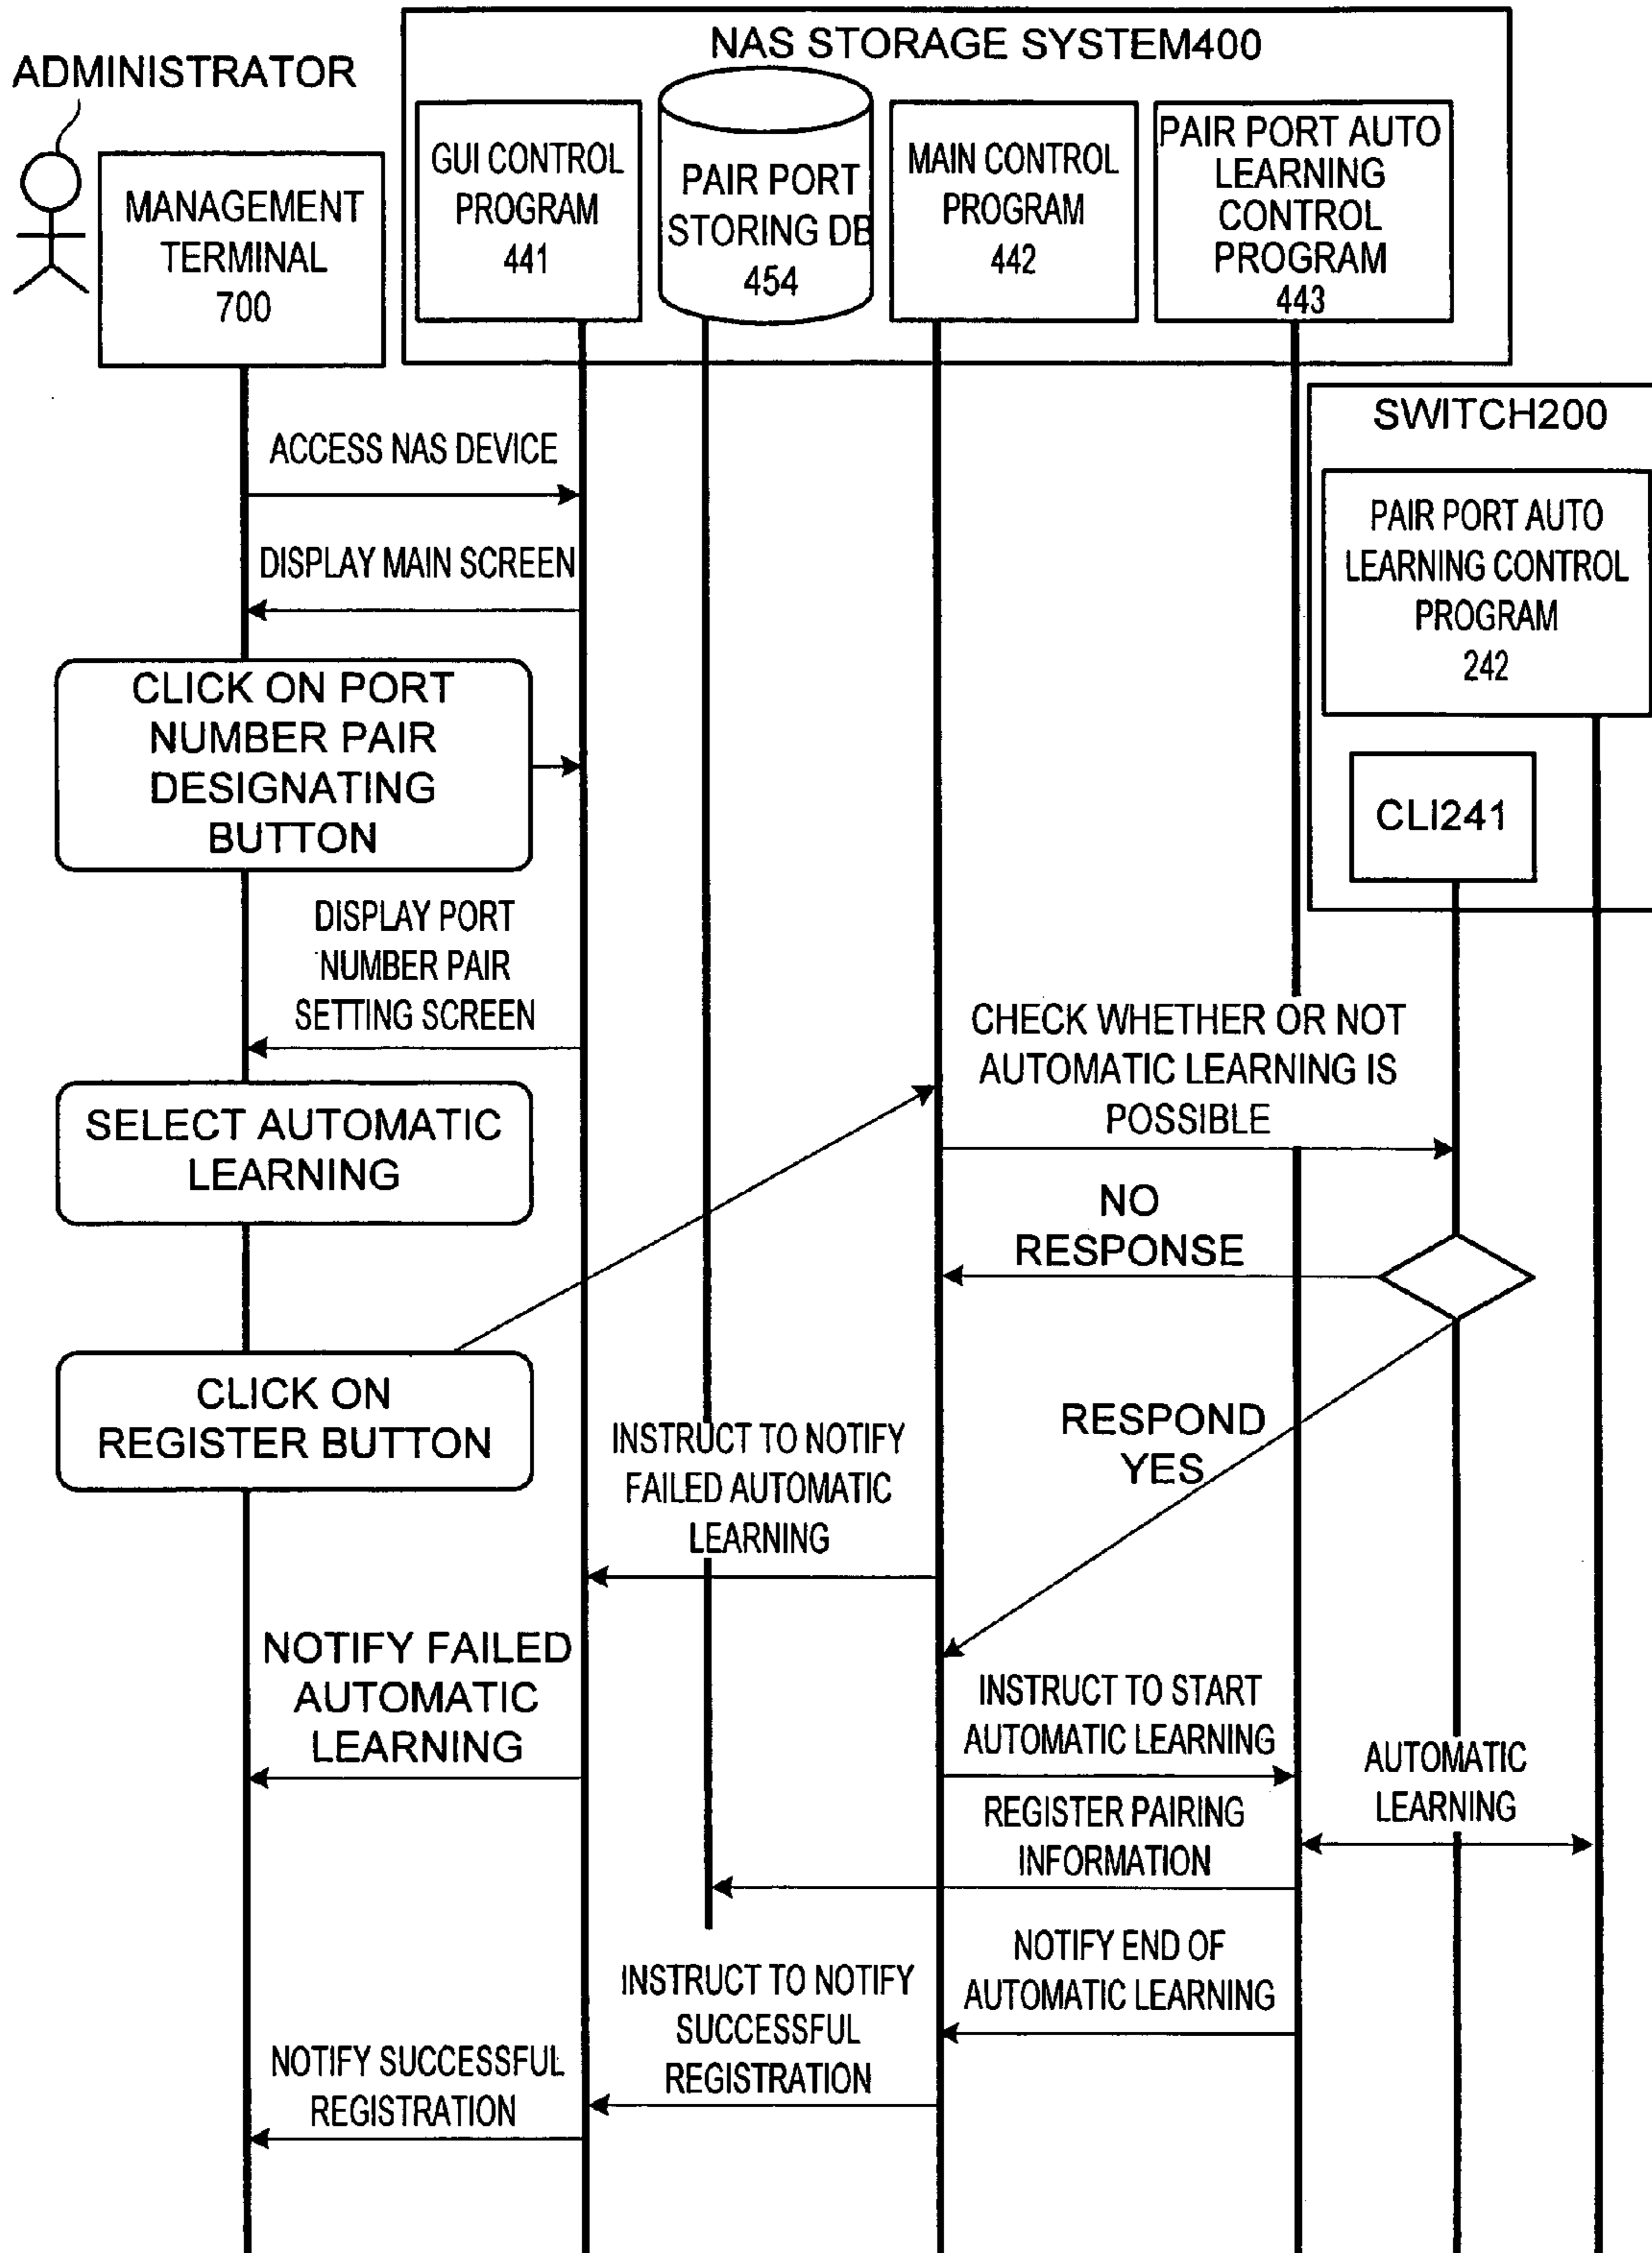 NAS STORAGE SYSTEM400
ADMINISTRATOR
MANAGEMENT
TERMINAL
700
GUI CONTROL
PROGRAM
441
PAIR PORT
STORING DB
454
MAIN CONTROL
PROGRAM
442
PAIR PORT AUTO
LEARNING
CONTROL
PROGRAM
443
SWITCH200
PAIR PORT AUTO
LEARNING CONTROL
PROGRAM
242
CLI241
ACCESS NAS DEVICE
DISPLAY MAIN SCREEN
CLICK ON PORT
NUMBER PAIR
DESIGNATING
BUTTON
DISPLAY PORT
NUMBER PAIR
SETTING SCREEN
SELECT AUTOMATIC
LEARNING
CLICK ON
REGISTER BUTTON
CHECK WHETHER OR NOT
AUTOMATIC LEARNING IS
POSSIBLE
NO
RESPONSE
RESPOND
YES
INSTRUCT TO NOTIFY
FAILED AUTOMATIC
LEARNING
NOTIFY FAILED
AUTOMATIC
LEARNING
INSTRUCT TO START
AUTOMATIC LEARNING
AUTOMATIC
LEARNING
REGISTER PAIRING
INFORMATION
NOTIFY END OF
AUTOMATIC LEARNING
INSTRUCT TO NOTIFY
SUCCESSFUL
REGISTRATION
NOTIFY SUCCESSFUL
REGISTRATION